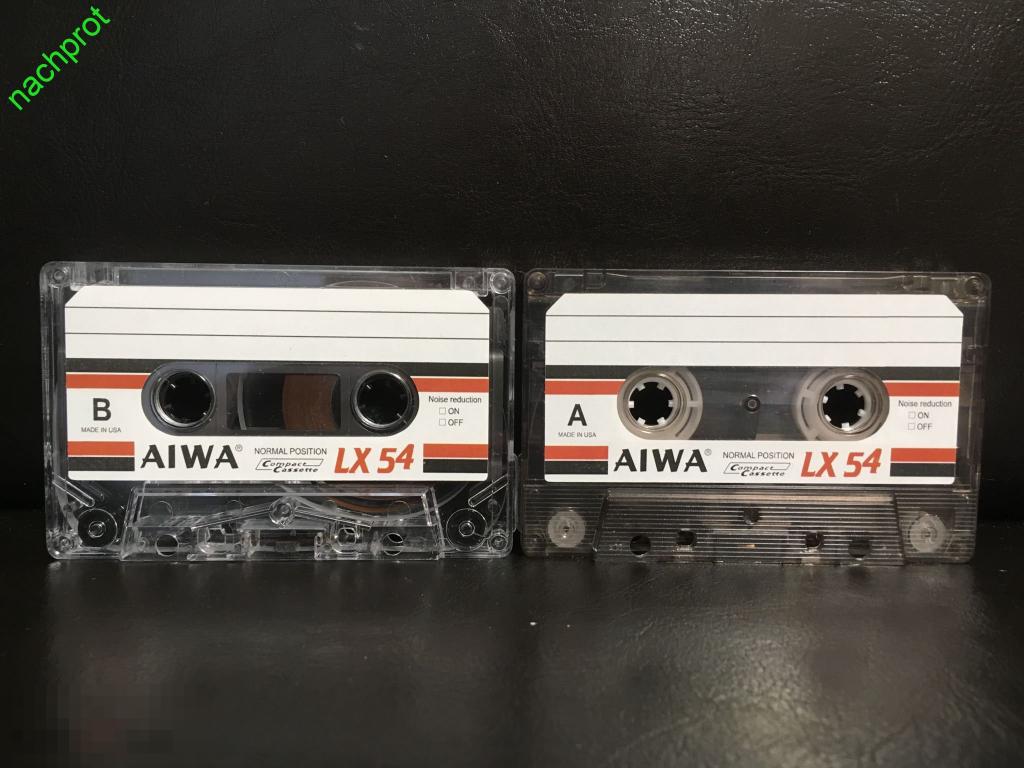 nachprot
B
MADE IN USA
Noise reduction
ON
OFF
AIWA®
NORMAL POSITION
Compact
Cassette
LX 54
A
MADE IN USA
Noise reduction
ON
OFF
AIWA®
NORMAL POSITION
Compact
Cassette
LX 54